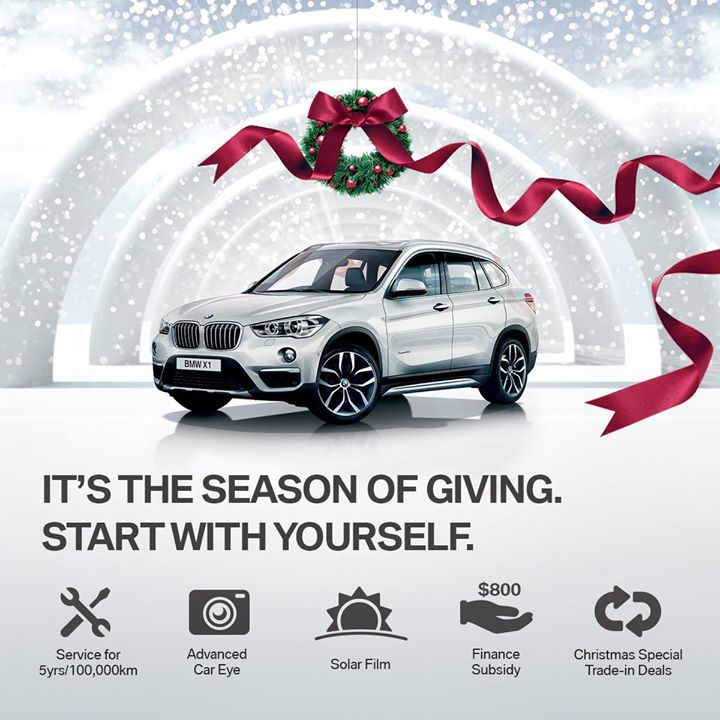 BMW X1
IT'S THE SEASON OF GIVING.
START WITH YOURSELF.
Service for
5yrs/100,000km
Advanced
Car Eye
Solar Film
$800
Finance
Subsidy
Christmas Special
Trade-in Deals